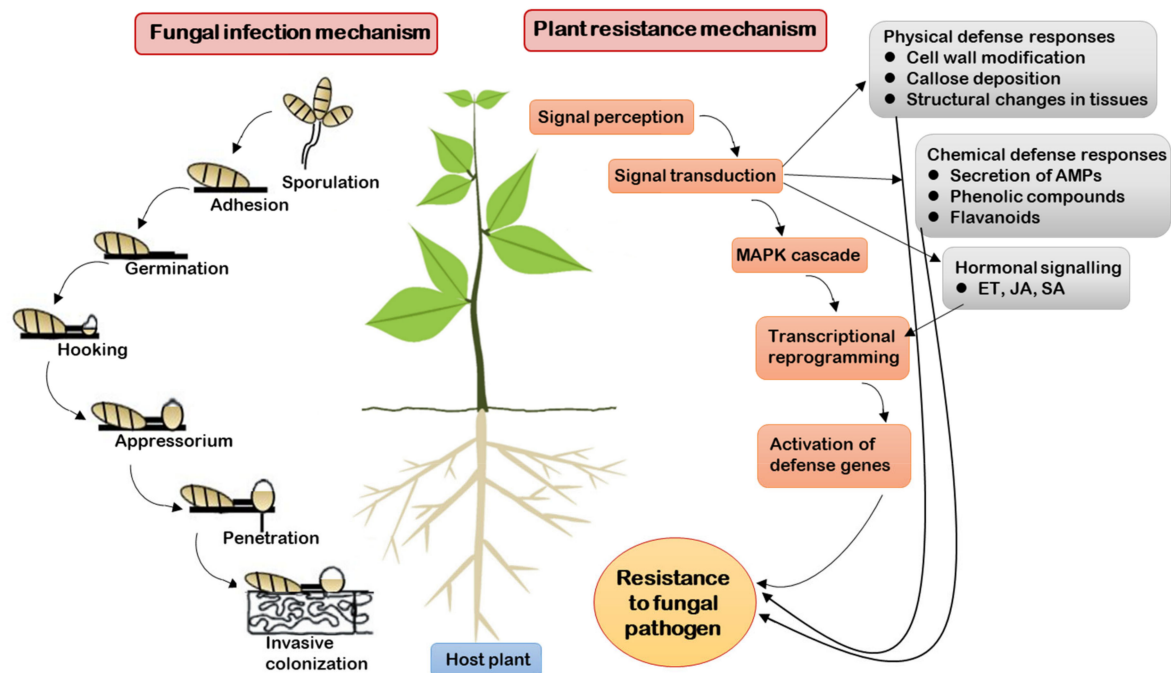 Fungal infection mechanism
Sporulation
Adhesion
Germination
Hooking
Appressorium
Penetration
Invasive
colonization
Host plant
Plant resistance mechanism
Signal perception
Signal transduction
MAPK cascade
Transcriptional
reprogramming
Activation of
defense genes
Resistance
to fungal
pathogen
Physical defense responses
● Cell wall modification
● Callose deposition
● Structural changes in tissues
Chemical defense responses
● Secretion of AMPs
● Phenolic compounds
● Flavanoids
Hormonal signalling
● ET, JA, SA